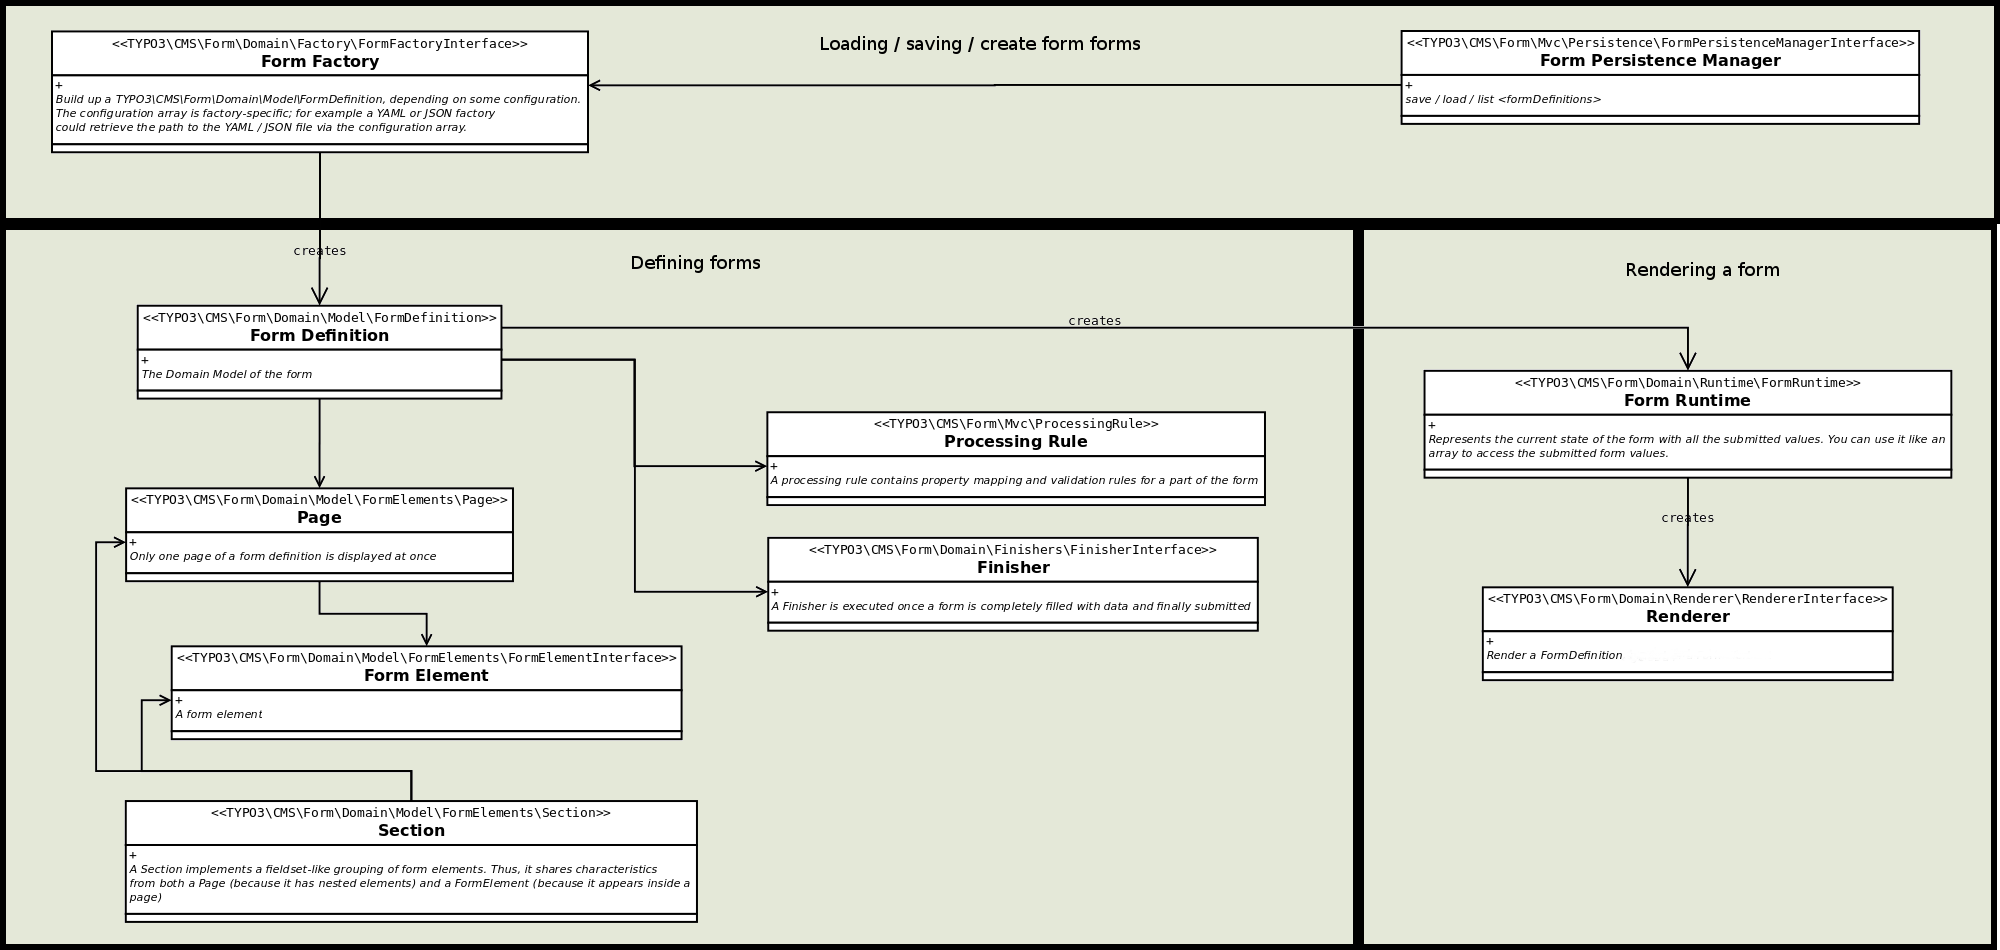 Loading / saving / create form forms
<<TYPO3\CMS\Form\Domain\Factory\FormFactoryInterface>>
Form Factory
+
Build up a TYPO3\CMS\Form\Domain\Model\FormDefinition, depending on some configuration.
The configuration array is factory-specific; for example a YAML or JSON factory
could retrieve the path to the YAML / JSON file via the configuration array.
<<TYPO3\CMS\Form\Mvc\Persistence\FormPersistenceManagerInterface>>
Form Persistence Manager
+
save / load / list <formDefinitions>
creates
Defining forms
<<TYPO3\CMS\Form\Domain\Model\FormDefinition>>
Form Definition
+
The Domain Model of the form
creates
<<TYPO3\CMS\Form\Mvc\ProcessingRule>>
Processing Rule
+
A processing rule contains property mapping and validation rules for a part of the form
<<TYPO3\CMS\Form\Domain\Model\FormElements\Page>>
Page
+
Only one page of a form definition is displayed at once
<<TYPO3\CMS\Form\Domain\Finishers\FinisherInterface>>
Finisher
+
A Finisher is executed once a form is completely filled with data and finally submitted
<<TYPO3\CMS\Form\Domain\Model\FormElements\FormElementInterface>>
Form Element
+
A form element
<<TYPO3\CMS\Form\Domain\Model\FormElements\Section>>
Section
+
A Section implements a fieldset-like grouping of form elements. Thus, it shares characteristics
from both a Page (because it has nested elements) and a FormElement (because it appears inside a
page)
Rendering a form
<<TYPO3\CMS\Form\Domain\Runtime\FormRuntime>>
Form Runtime
+
Represents the current state of the form with all the submitted values. You can use it like an
array to access the submitted form values.
creates
<<TYPO3\CMS\Form\Domain\Renderer\RendererInterface>>
Renderer
+
Render a FormDefinition